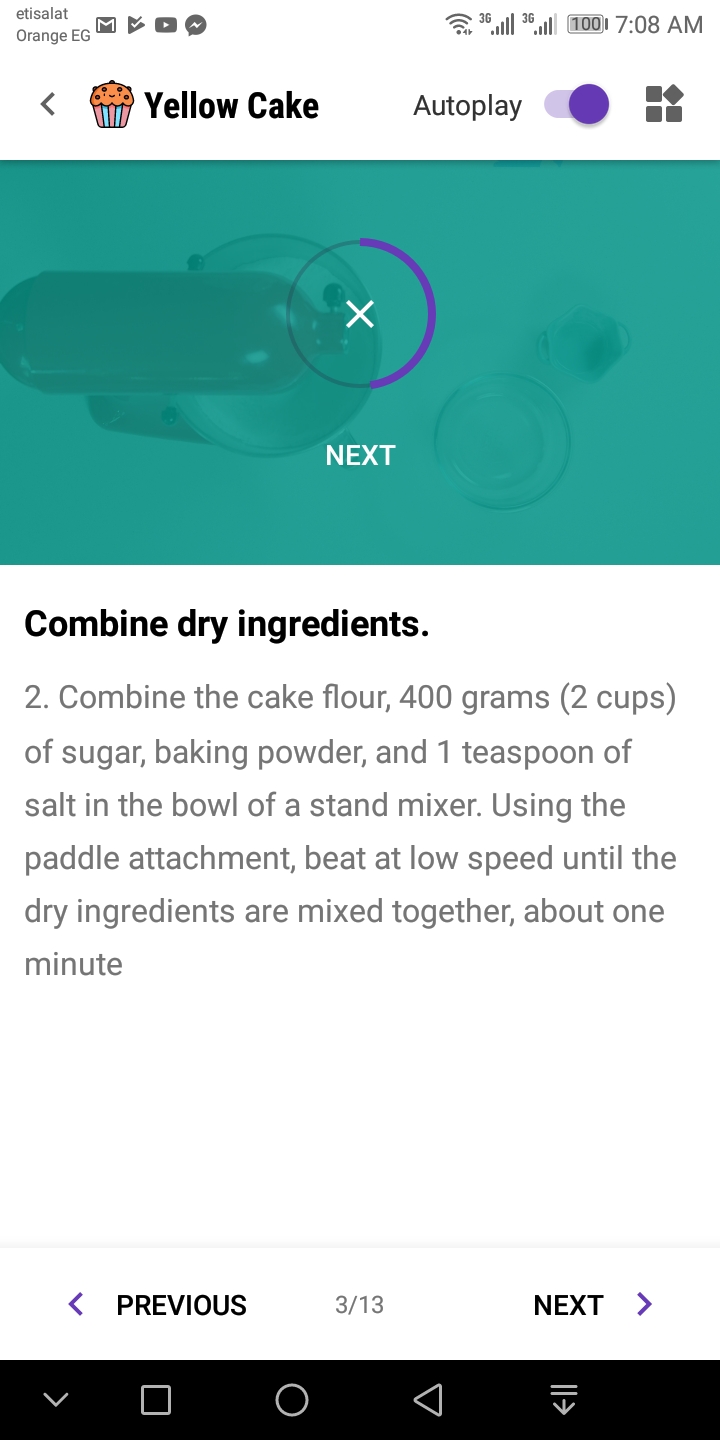 etisalat
Orange EG
3G 3G 100 7:08 AM
Yellow Cake Autoplay
NEXT
Combine dry ingredients.
2. Combine the cake flour, 400 grams (2 cups)
of sugar, baking powder, and 1 teaspoon of
salt in the bowl of a stand mixer. Using the
paddle attachment, beat at low speed until the
dry ingredients are mixed together, about one
minute
PREVIOUS 3/13 NEXT